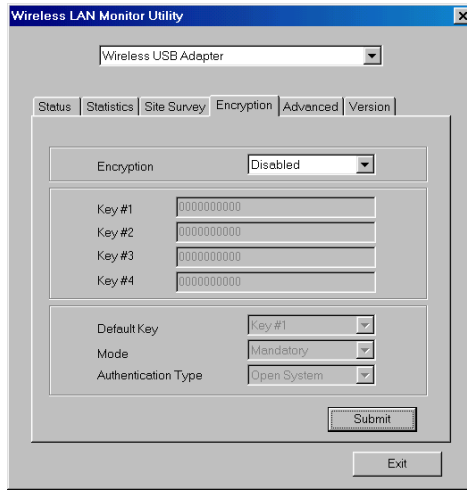 Wireless LAN Monitor Utility
Wireless USB Adapter
Status Statistics Site Survey Encryption Advanced Version
Encryption Disabled
Key #1 0000000000
Key #2 0000000000
Key #3 0000000000
Key #4 0000000000
Default Key Key #1
Mode Mandatory
Authentication Type Open System
Submit
Exit